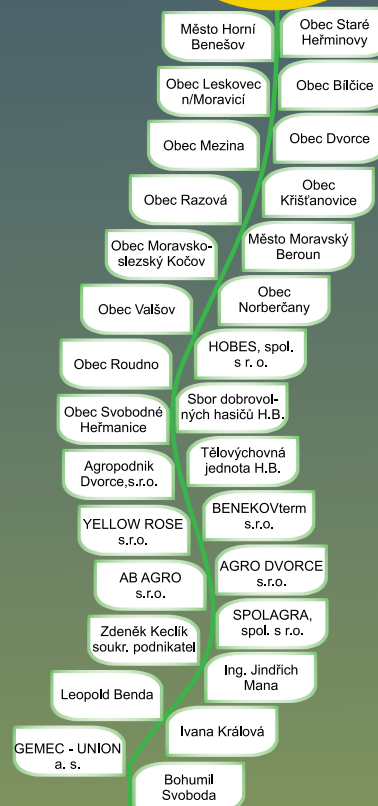 Město Horní
Benešov
Obec Staré
Heřminovy
Obec Leskovec
n/Moravicí
Obec Bílčice
Obec Mezina
Obec Dvorce
Obec Razová
Obec
Křišťanovice
Obec Moravsko-
slezský Kočov
Město Moravský
Beroun
Obec Valšov
Obec
Norberčany
Obec Roudno
HOBES, spol.
s r. o.
Obec Svobodné
Heřmanice
Sbor dobrovol-
ných hasičů H.B.
Agropodnik
Dvorce,s.r.o.
Tělovýchovná
jednota H.B.
YELLOW ROSE
s.r.o.
BENEKOVterm
s.r.o.
AB AGRO
s.r.o.
AGRO DVORCE
s.r.o.
Zdeněk Keclík
soukr. podnikatel
SPOLAGRA,
spol. s r.o.
Leopold Benda
Ing. Jindřich
Mana
GEMEC - UNION
a. s.
Ivana Králová
Bohumil
Svoboda